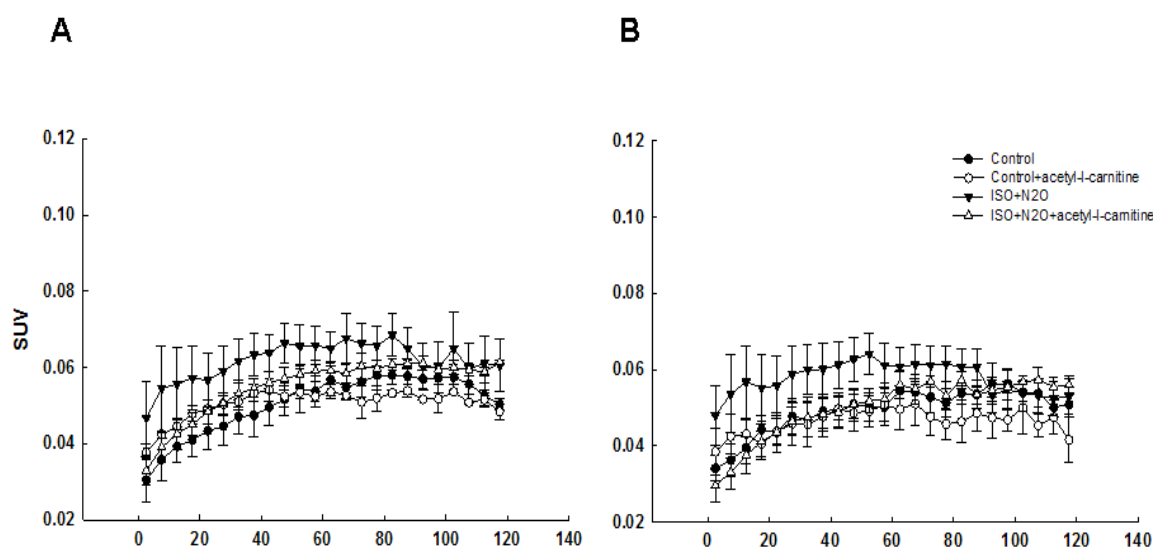 A
B
0.12
0.10
0.08
0.06
0.04
0.02
SUV
0 20 40 60 80 100 120 140
0.12
0.10
0.08
0.06
0.04
0.02
0 20 40 60 80 100 120 140
Control
Control+acetyl-l-carnitine
ISO+N2O
ISO+N2O+acetyl-l-carnitine